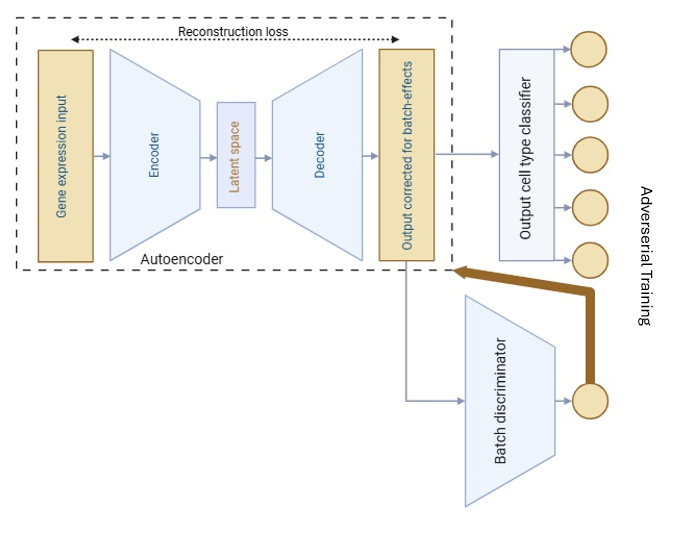 Reconstruction loss
Gene expression input
Encoder
Latent space
Decoder
Output corrected for batch-effects
Output cell type classifier
Autoencoder
Adverserial Training
Batch discriminator